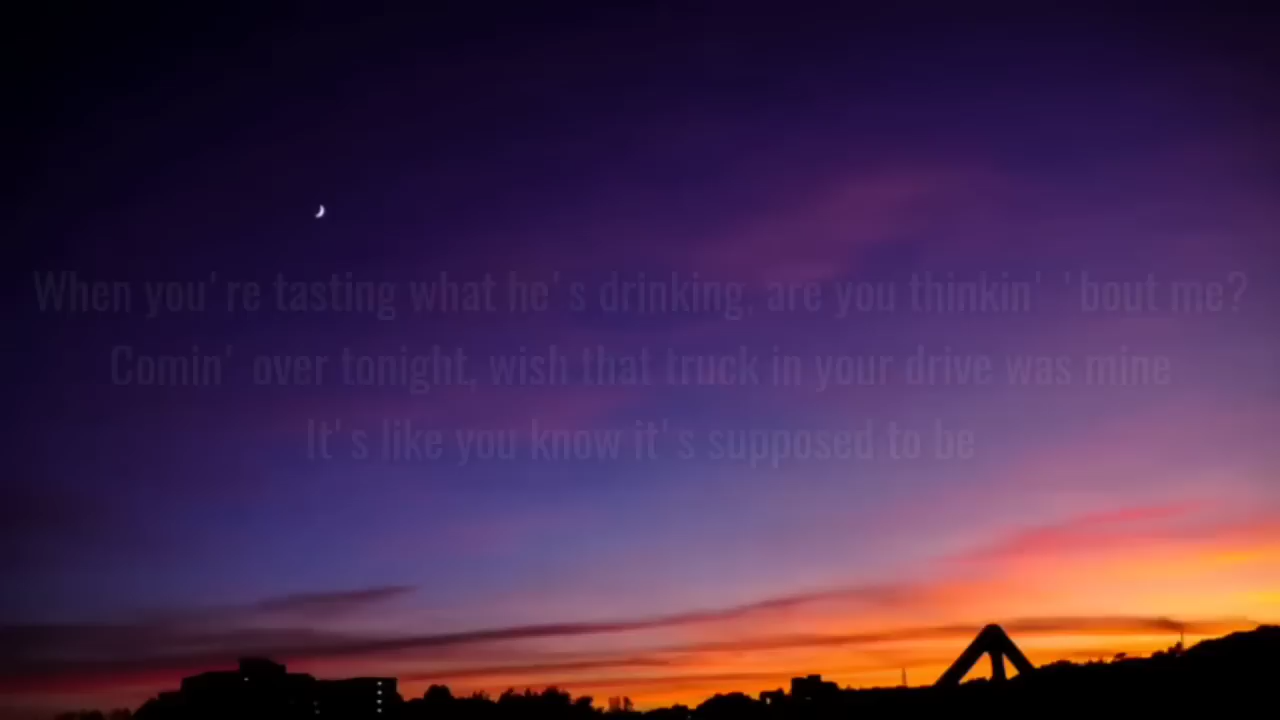 When you're tasting what he's drinking, are you thinkin' 'bout me?
Comin' over tonight, wish that truck in your drive was mine
It's like you know it's supposed to be